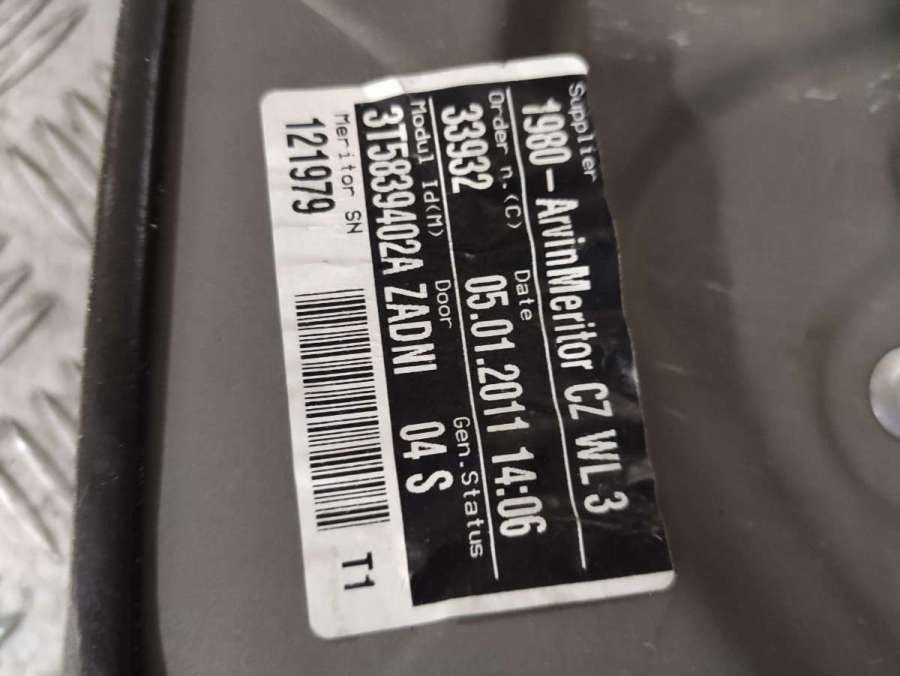 Supplier
1980-ArvinMeritor CZ WL 3
Order n.(C) Date
33932 05.01.2011 14:06
Modul Id(M) Door Gen.Status
3T5839402A ZADNI 04 S
Meritor SN
121979 T1